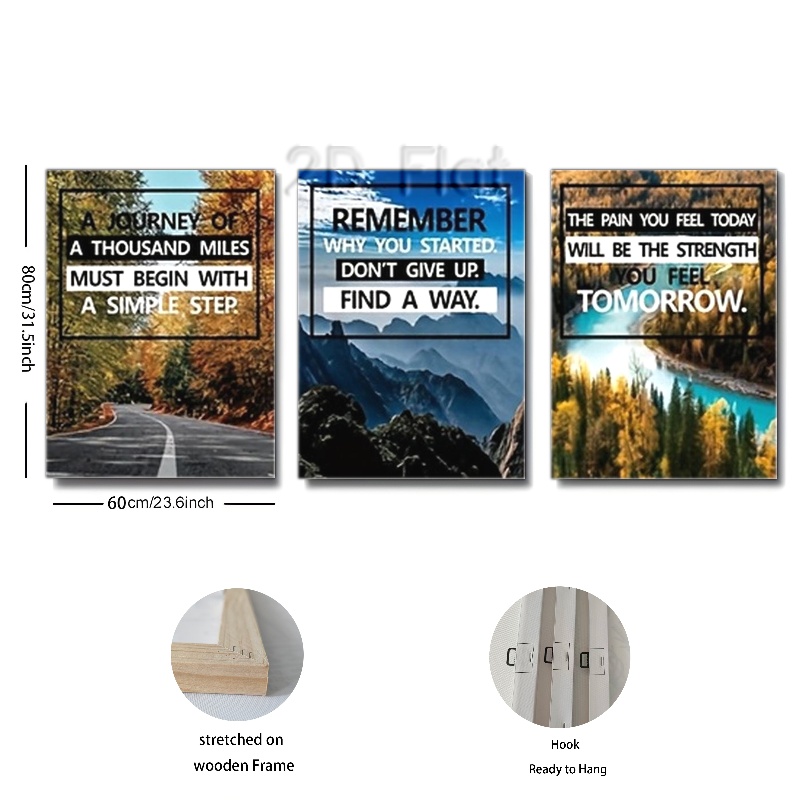 2D Flat
A JOURNEY OF
A THOUSAND MILES
MUST BEGIN WITH
A SIMPLE STEP.
REMEMBER
WHY YOU STARTED.
DON'T GIVE UP.
FIND A WAY.
THE PAIN YOU FEEL TODAY
WILL BE THE STRENGTH
YOU FEEL
TOMORROW.
80cm/31.5inch
60cm/23.6inch
stretched on
wooden Frame
Hook
Ready to Hang